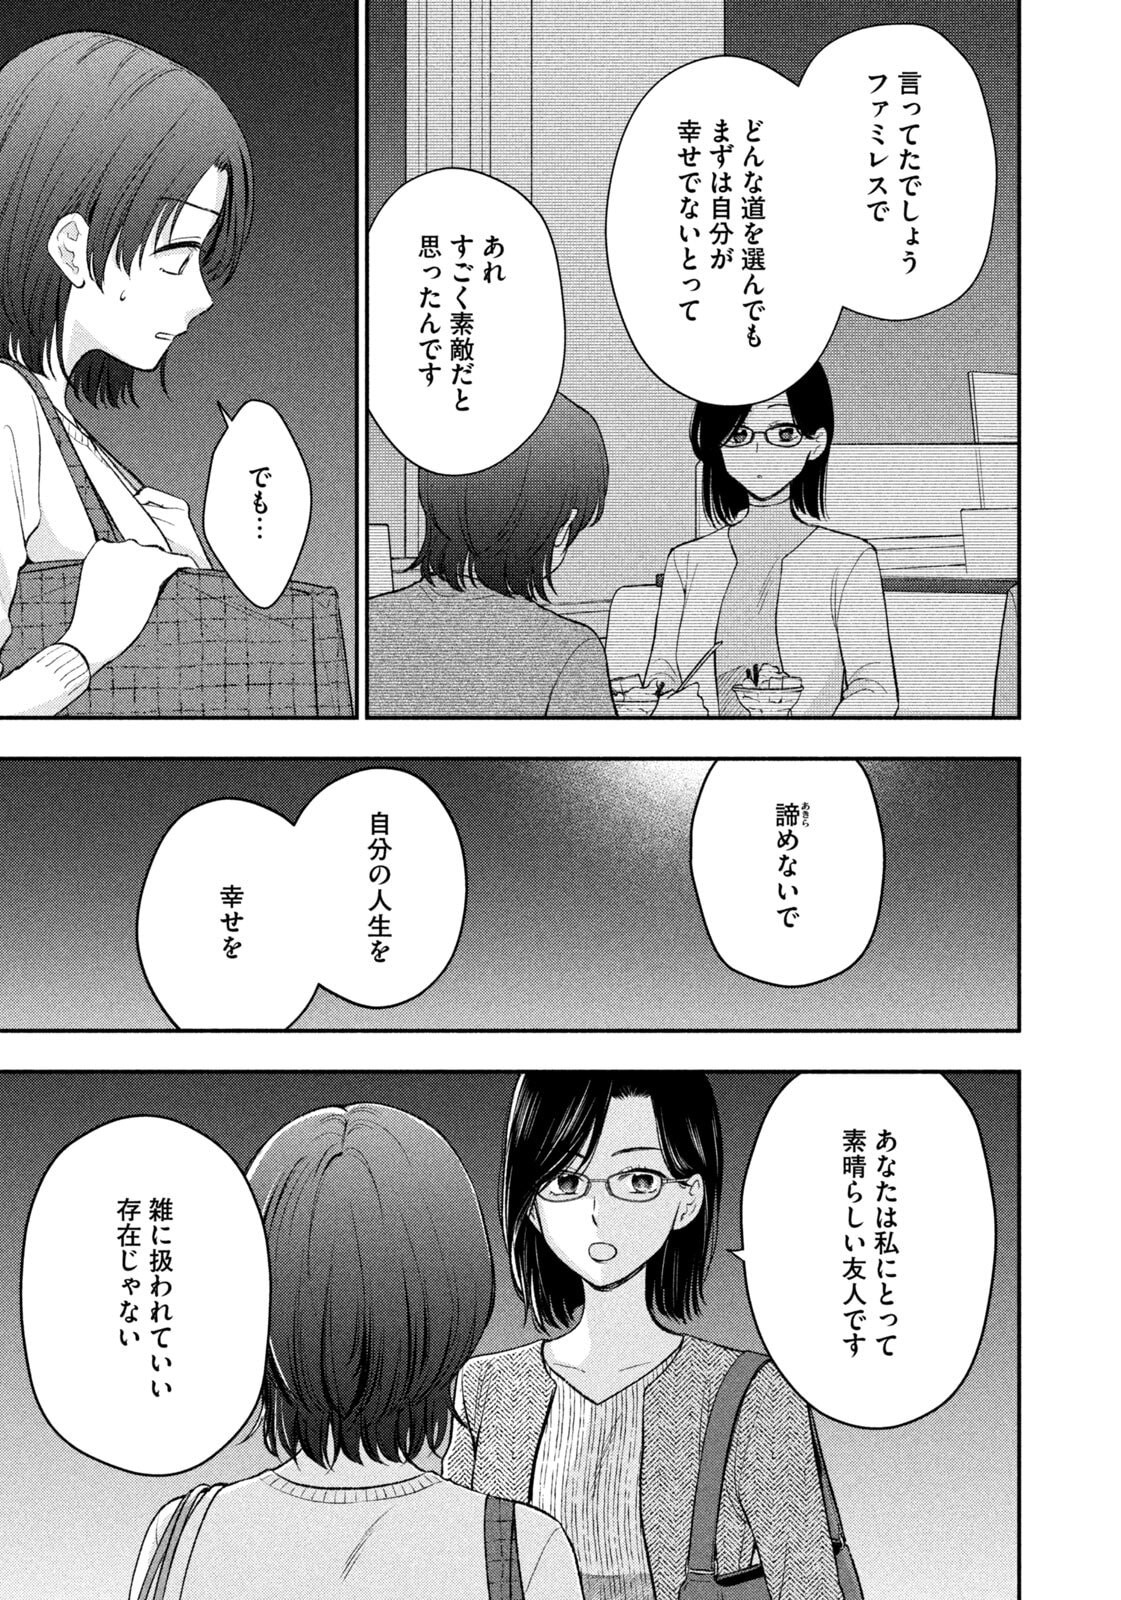 言ってたでしょう
ファミレスで
どんな道を選んでも
まずは自分が
幸せでないとって
あれ
すごく素敵だと
思ったんです
でも…
諦めないで
あきら
自分の人生を
幸せを
あなたは私にとって
素晴らしい友人です
雑に扱われていい
存在じゃない